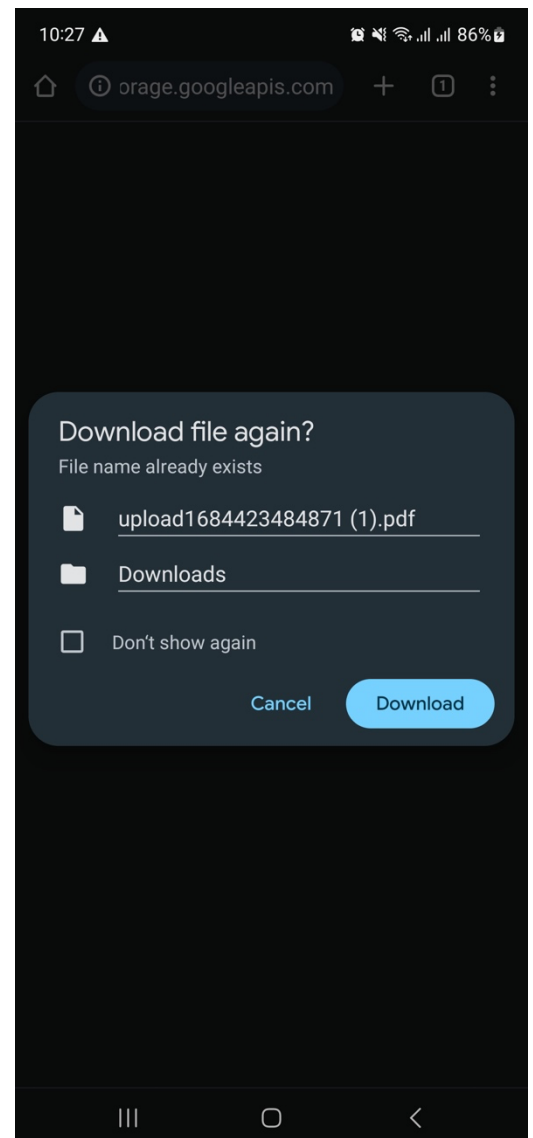 10:27 86%
orage.googleapis.com 1
Download file again?
File name already exists
upload1684423484871 (1).pdf
Downloads
Don't show again
Cancel Download